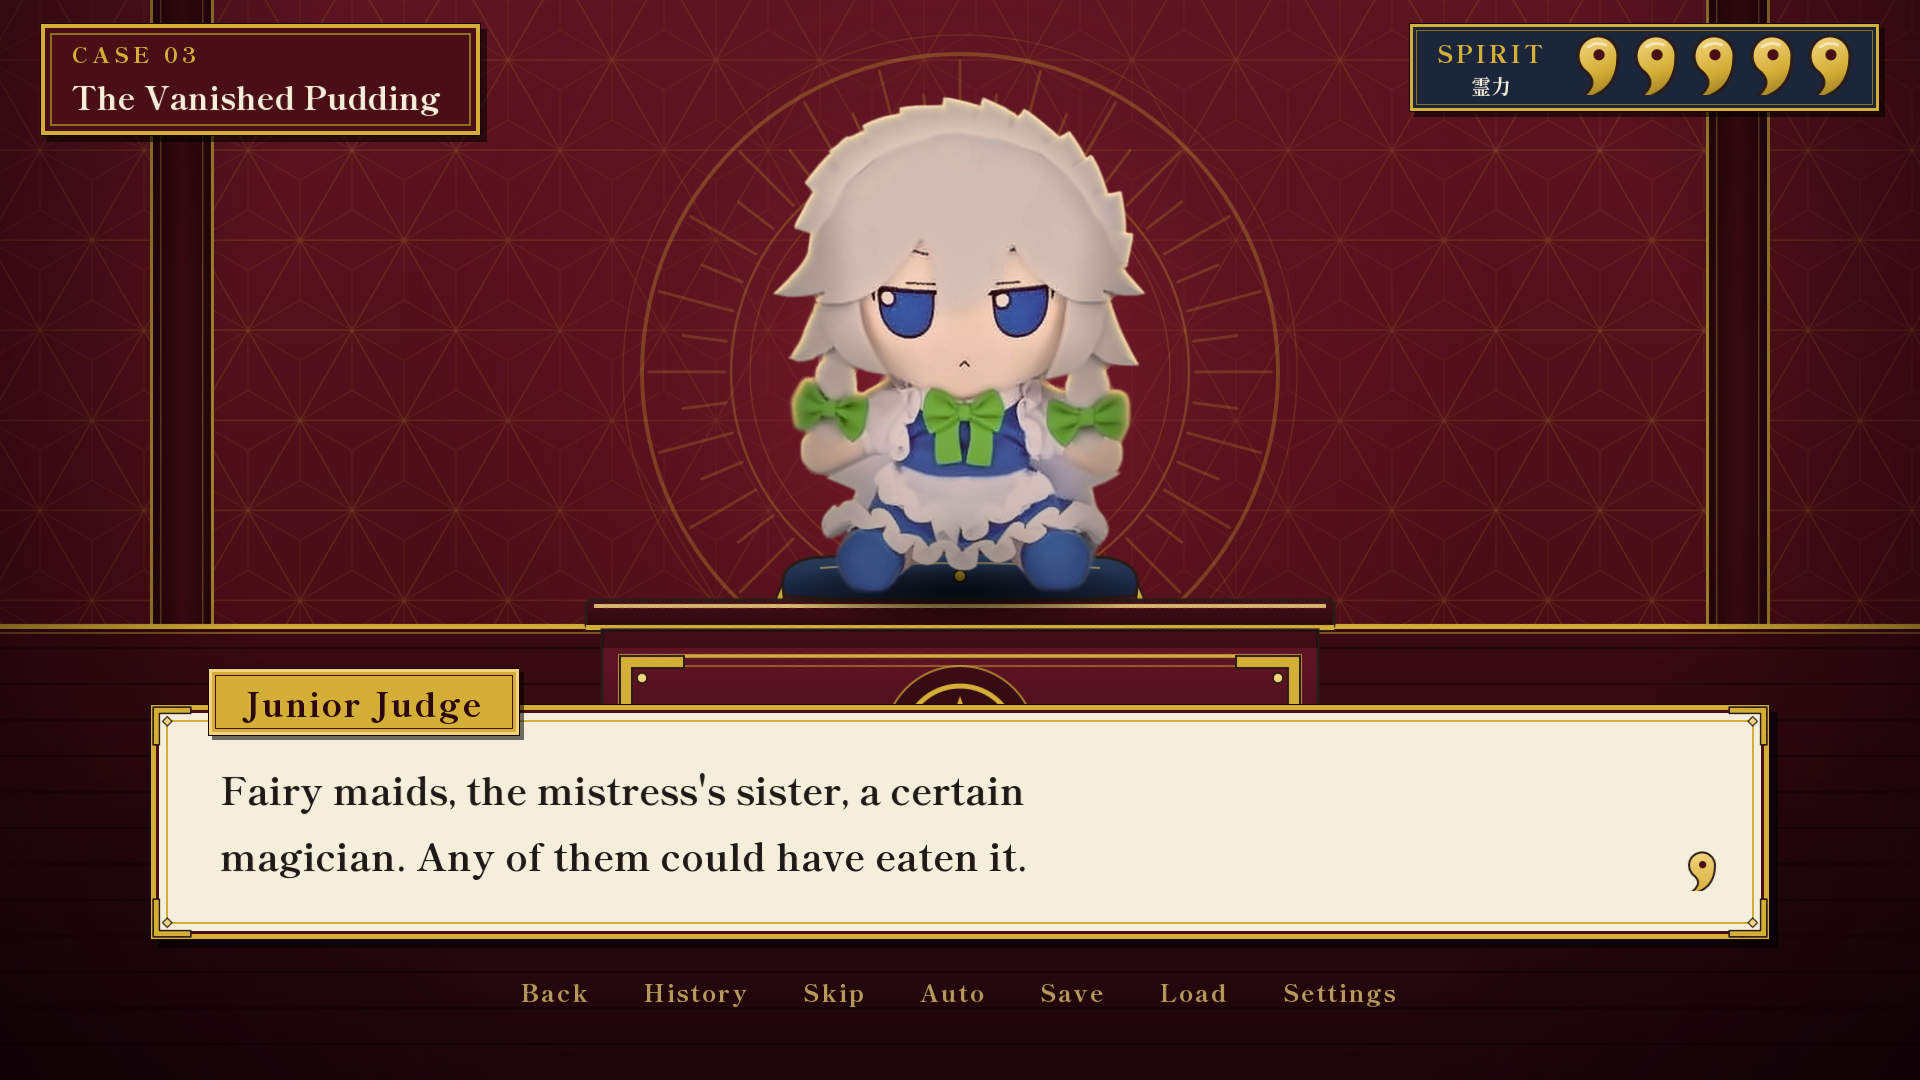 CASE 03
The Vanished Pudding
SPIRIT
霊力
Junior Judge
Fairy maids, the mistress's sister, a certain
magician. Any of them could have eaten it.
Back History Skip Auto Save Load Settings